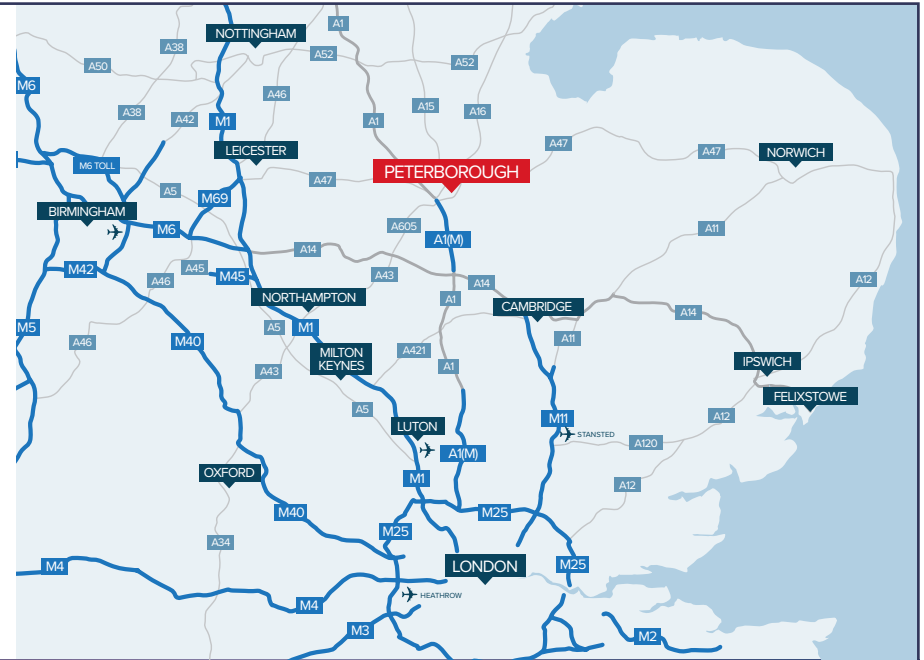 A1
NOTTINGHAM
A38
A52
A50
A52
M6
A46
A15
A16
A38
A42
M1
A1
LEICESTER
A47
A47
NORWICH
M6 TOLL
PETERBOROUGH
A47
A5
M69
BIRMINGHAM
M6
A605
A1(M)
A11
A14
M42
A45
M45
A43
A46
A14
A12
NORTHAMPTON
A1
CAMBRIDGE
A14
M5
A5
M1
A46
M40
A11
MILTON
KEYNES
A421
A1
IPSWICH
A43
FELIXSTOWE
A5
M11
A12
LUTON
STANSTED
A120
A1(M)
OXFORD
M1
A12
M40
M25
M25
A34
M4
LONDON
M25
HEATHROW
M4
M3
M2